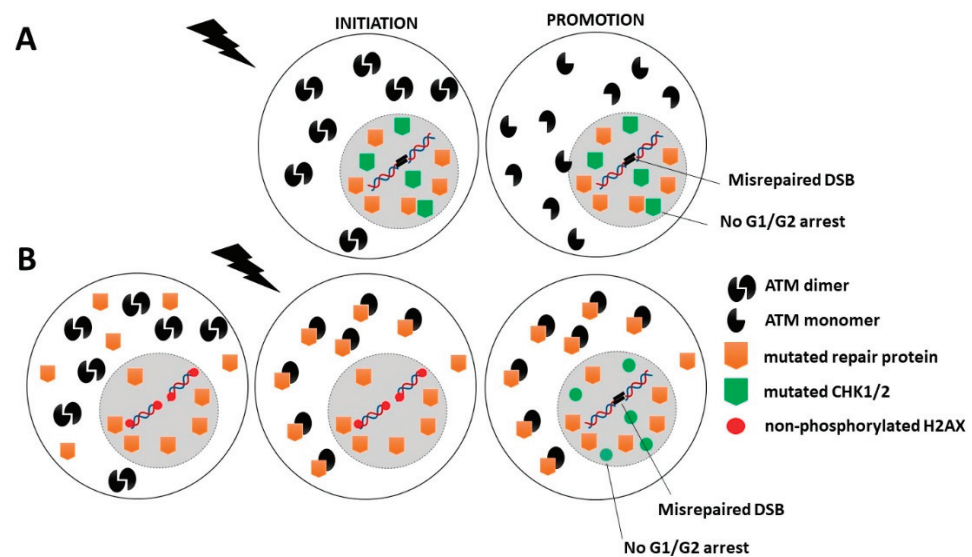 INITIATION
PROMOTION
A
Misrepaired DSB
No G1/G2 arrest
B
ATM dimer
ATM monomer
mutated repair protein
mutated CHK1/2
non-phosphorylated H2AX
Misrepaired DSB
No G1/G2 arrest